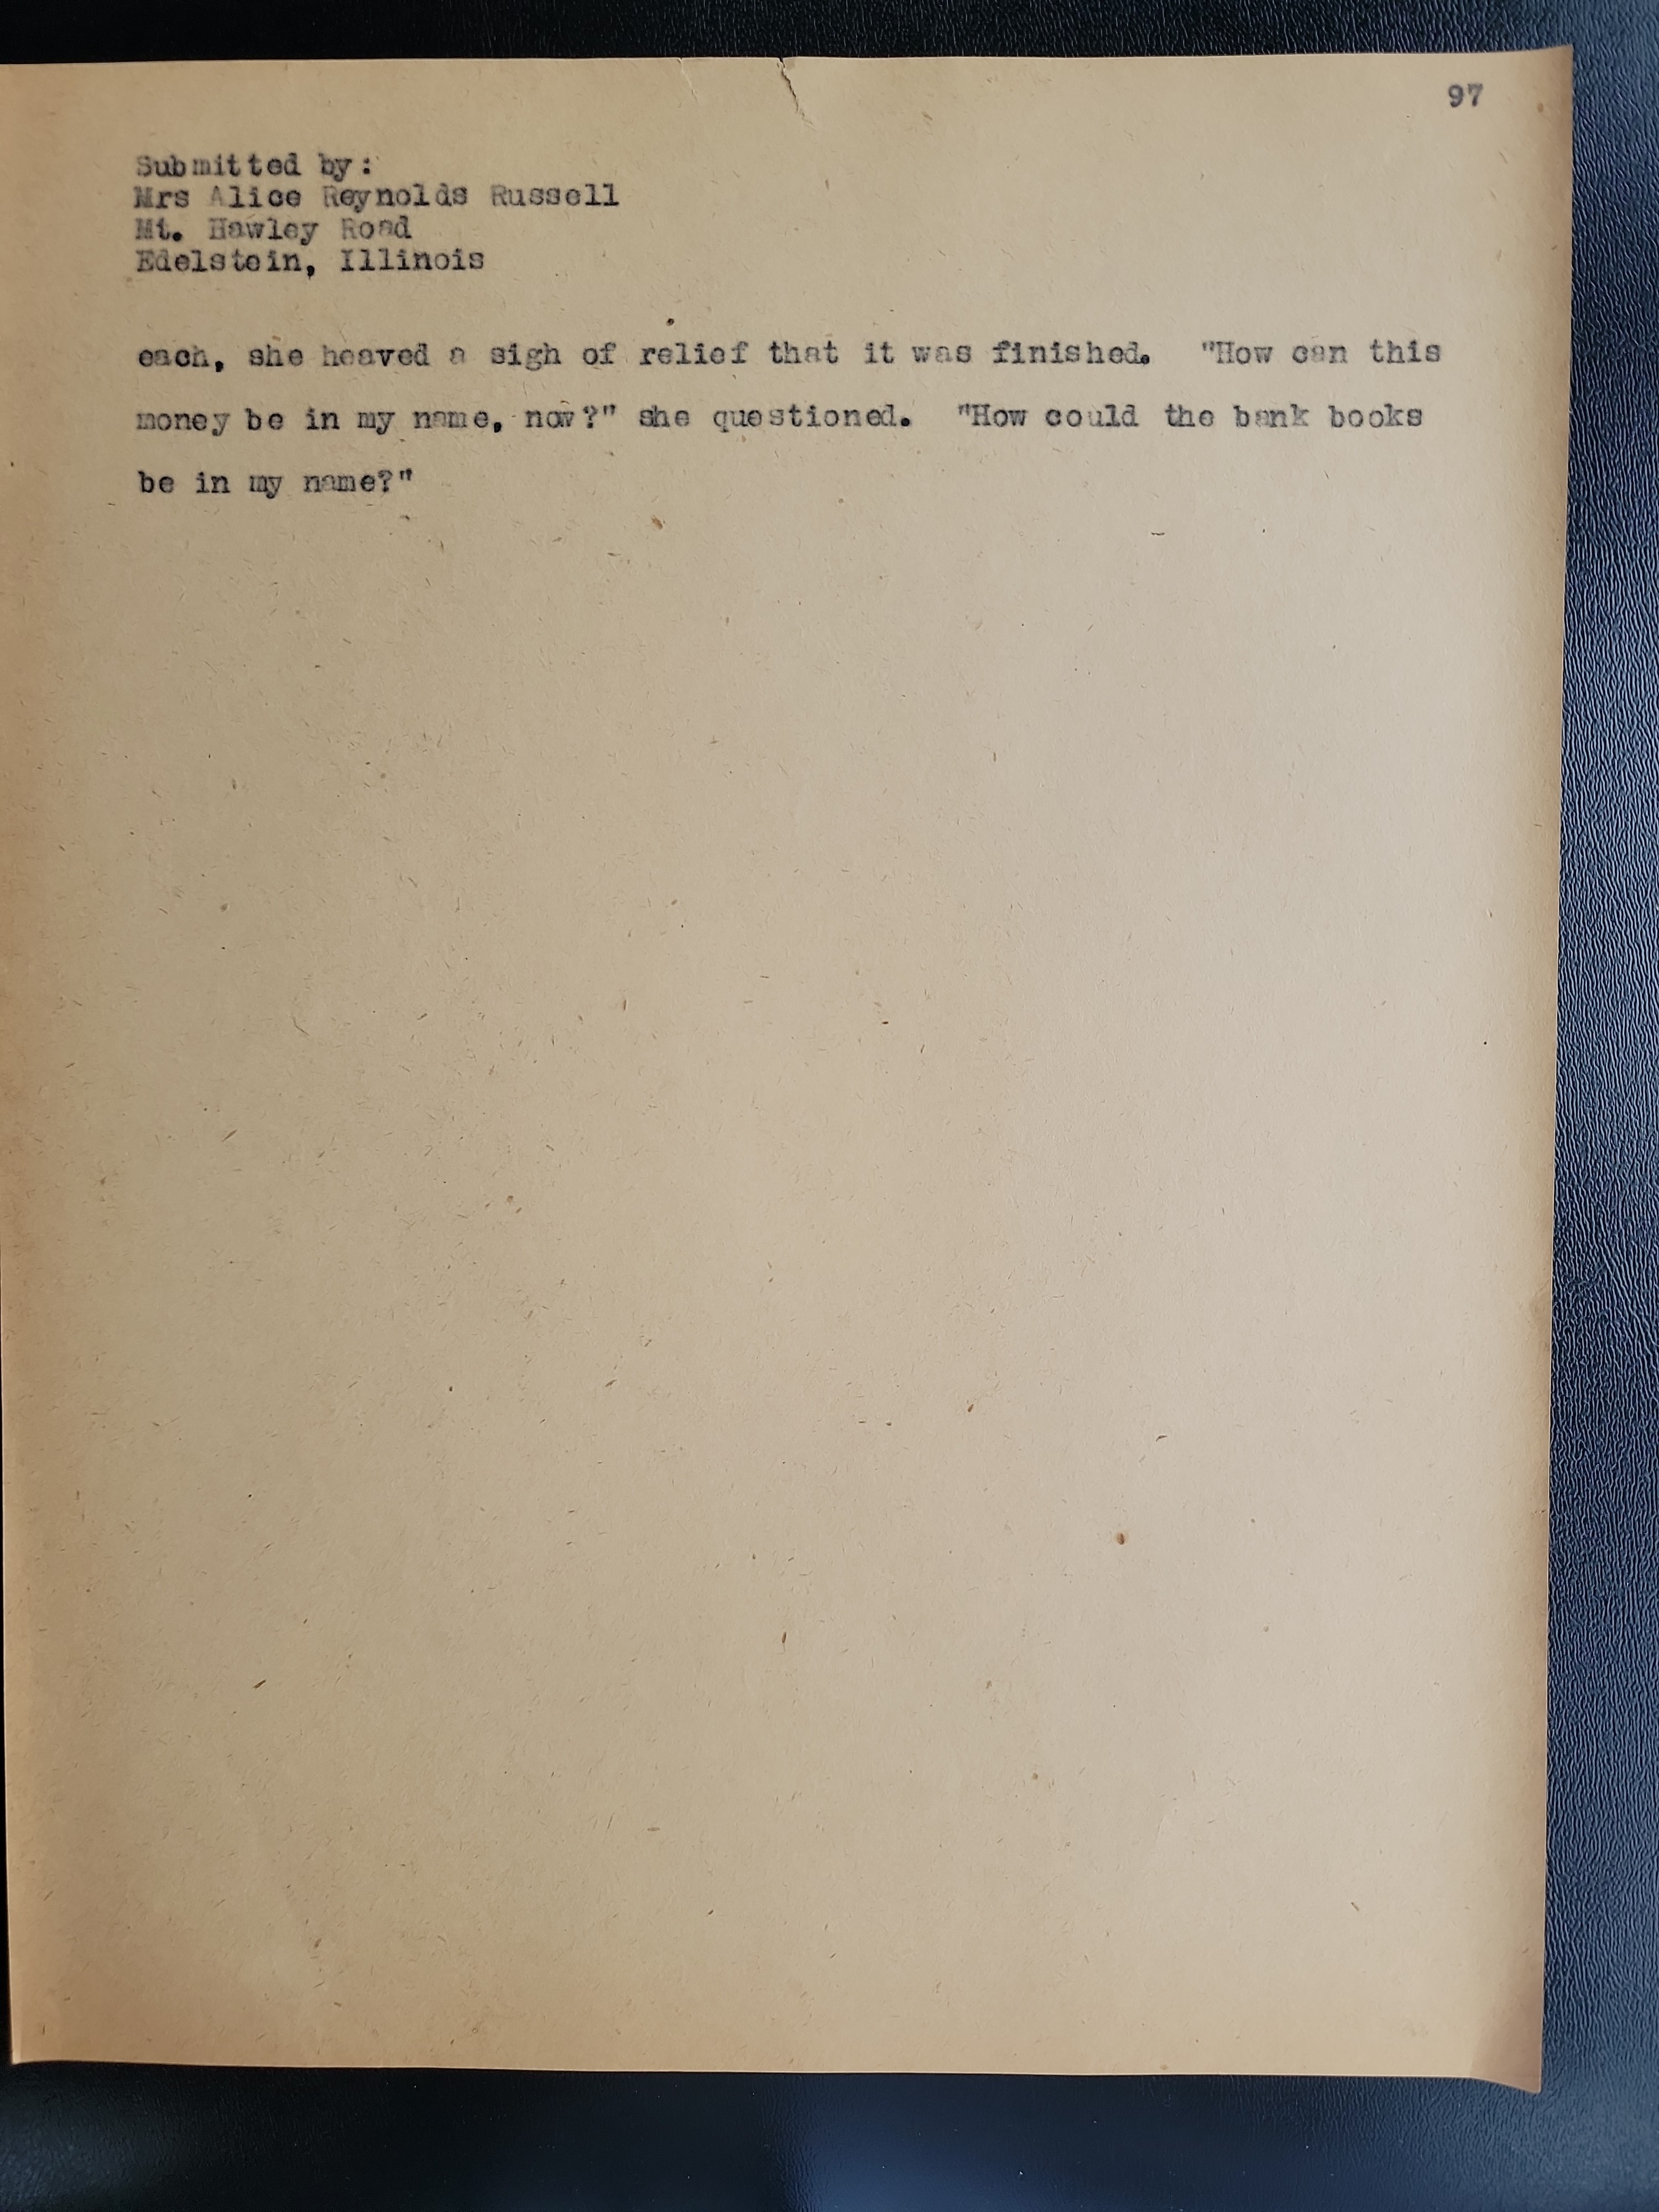 97
Submitted by:
Mrs Alice Reynolds Russell
Mt. Hawley Road
Edelstein, Illinois
each, she heaved a sigh of relief that it was finished. "How can this
money be in my name, now?" she questioned. "How could the bank books
be in my name?"